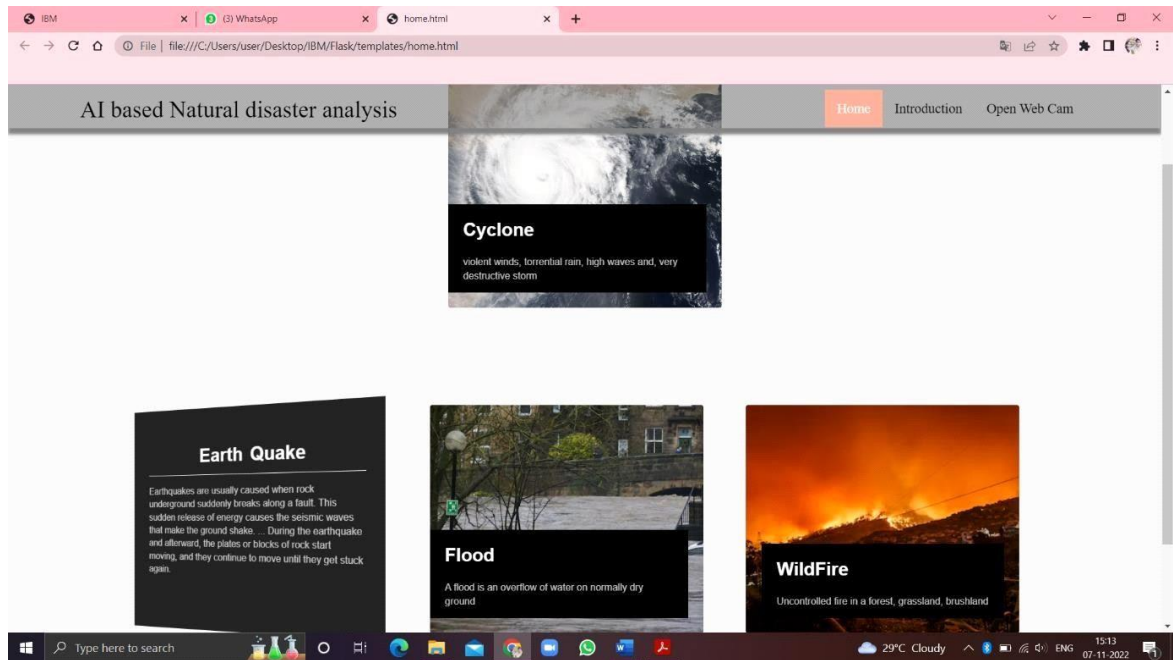 IBM
(3) WhatsApp
home.html
File | file:///C:/Users/user/Desktop/IBM/Flask/templates/home.html
AI based Natural disaster analysis
Home
Introduction
Open Web Cam
Cyclone
violent winds, torrential rain, high waves and, very
destructive storm
Earth Quake
Earthquakes are usually caused when rock
underground suddenly breaks along a fault. This
sudden release of energy causes the seismic waves
that make the ground shake. ... During the earthquake
and afterward, the plates or blocks of rock start
moving, and they continue to move until they get stuck
again.
Flood
A flood is an overflow of water on normally dry
ground
WildFire
Uncontrolled fire in a forest, grassland, brushland
Type here to search
29°C Cloudy
ENG
15:13
07-11-2022